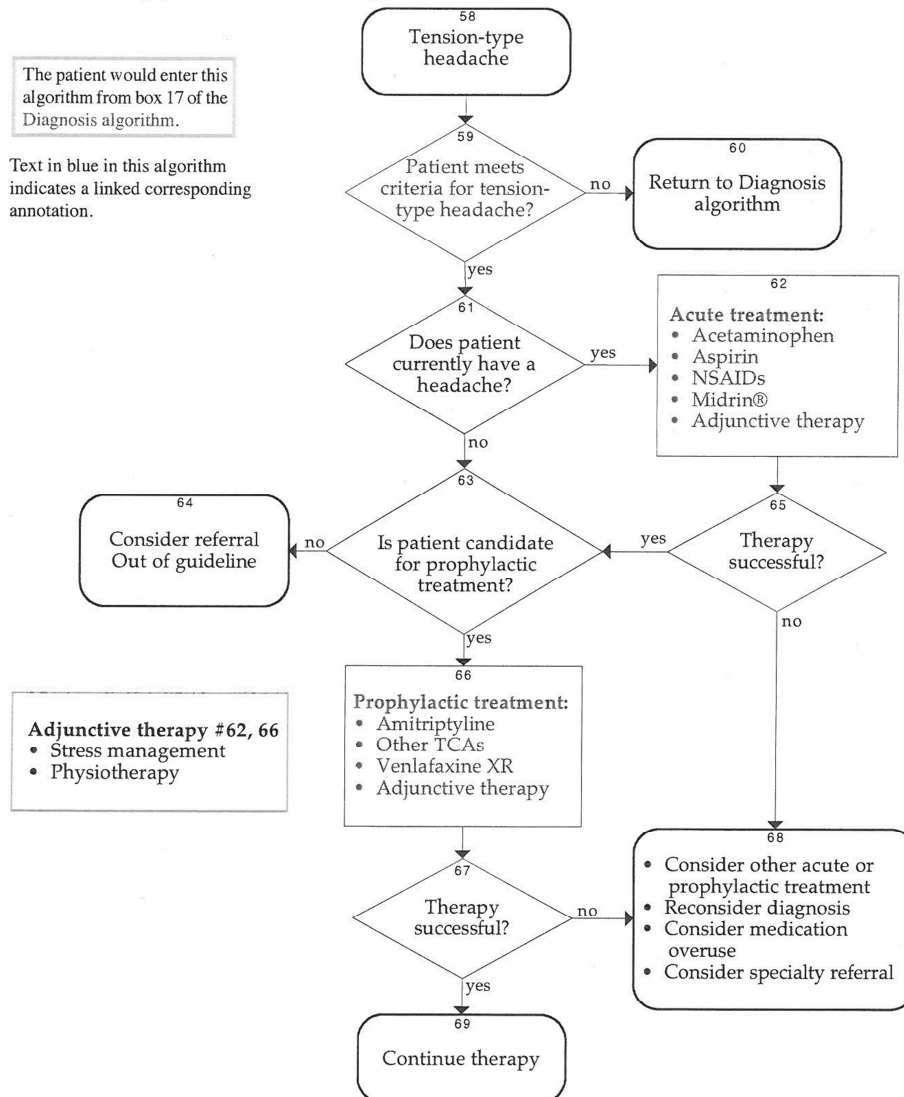 58
Tension-type
headache
The patient would enter this
algorithm from box 17 of the
Diagnosis algorithm.
Text in blue in this algorithm
indicates a linked corresponding
annotation.
59
Patient meets
criteria for tension-
type headache?
no
60
Return to Diagnosis
algorithm
yes
61
Does patient
currently have a
headache?
yes
62
Acute treatment:
• Acetaminophen
• Aspirin
• NSAIDs
• Midrin®
• Adjunctive therapy
no
63
Is patient candidate
for prophylactic
treatment?
no
64
Consider referral
Out of guideline
yes
65
Therapy
successful?
no
yes
66
Prophylactic treatment:
• Amitriptyline
• Other TCAs
• Venlafaxine XR
• Adjunctive therapy
Adjunctive therapy #62, 66
• Stress management
• Physiotherapy
67
Therapy
successful?
no
68
• Consider other acute or
prophylactic treatment
• Reconsider diagnosis
• Consider medication
overuse
• Consider specialty referral
yes
69
Continue therapy